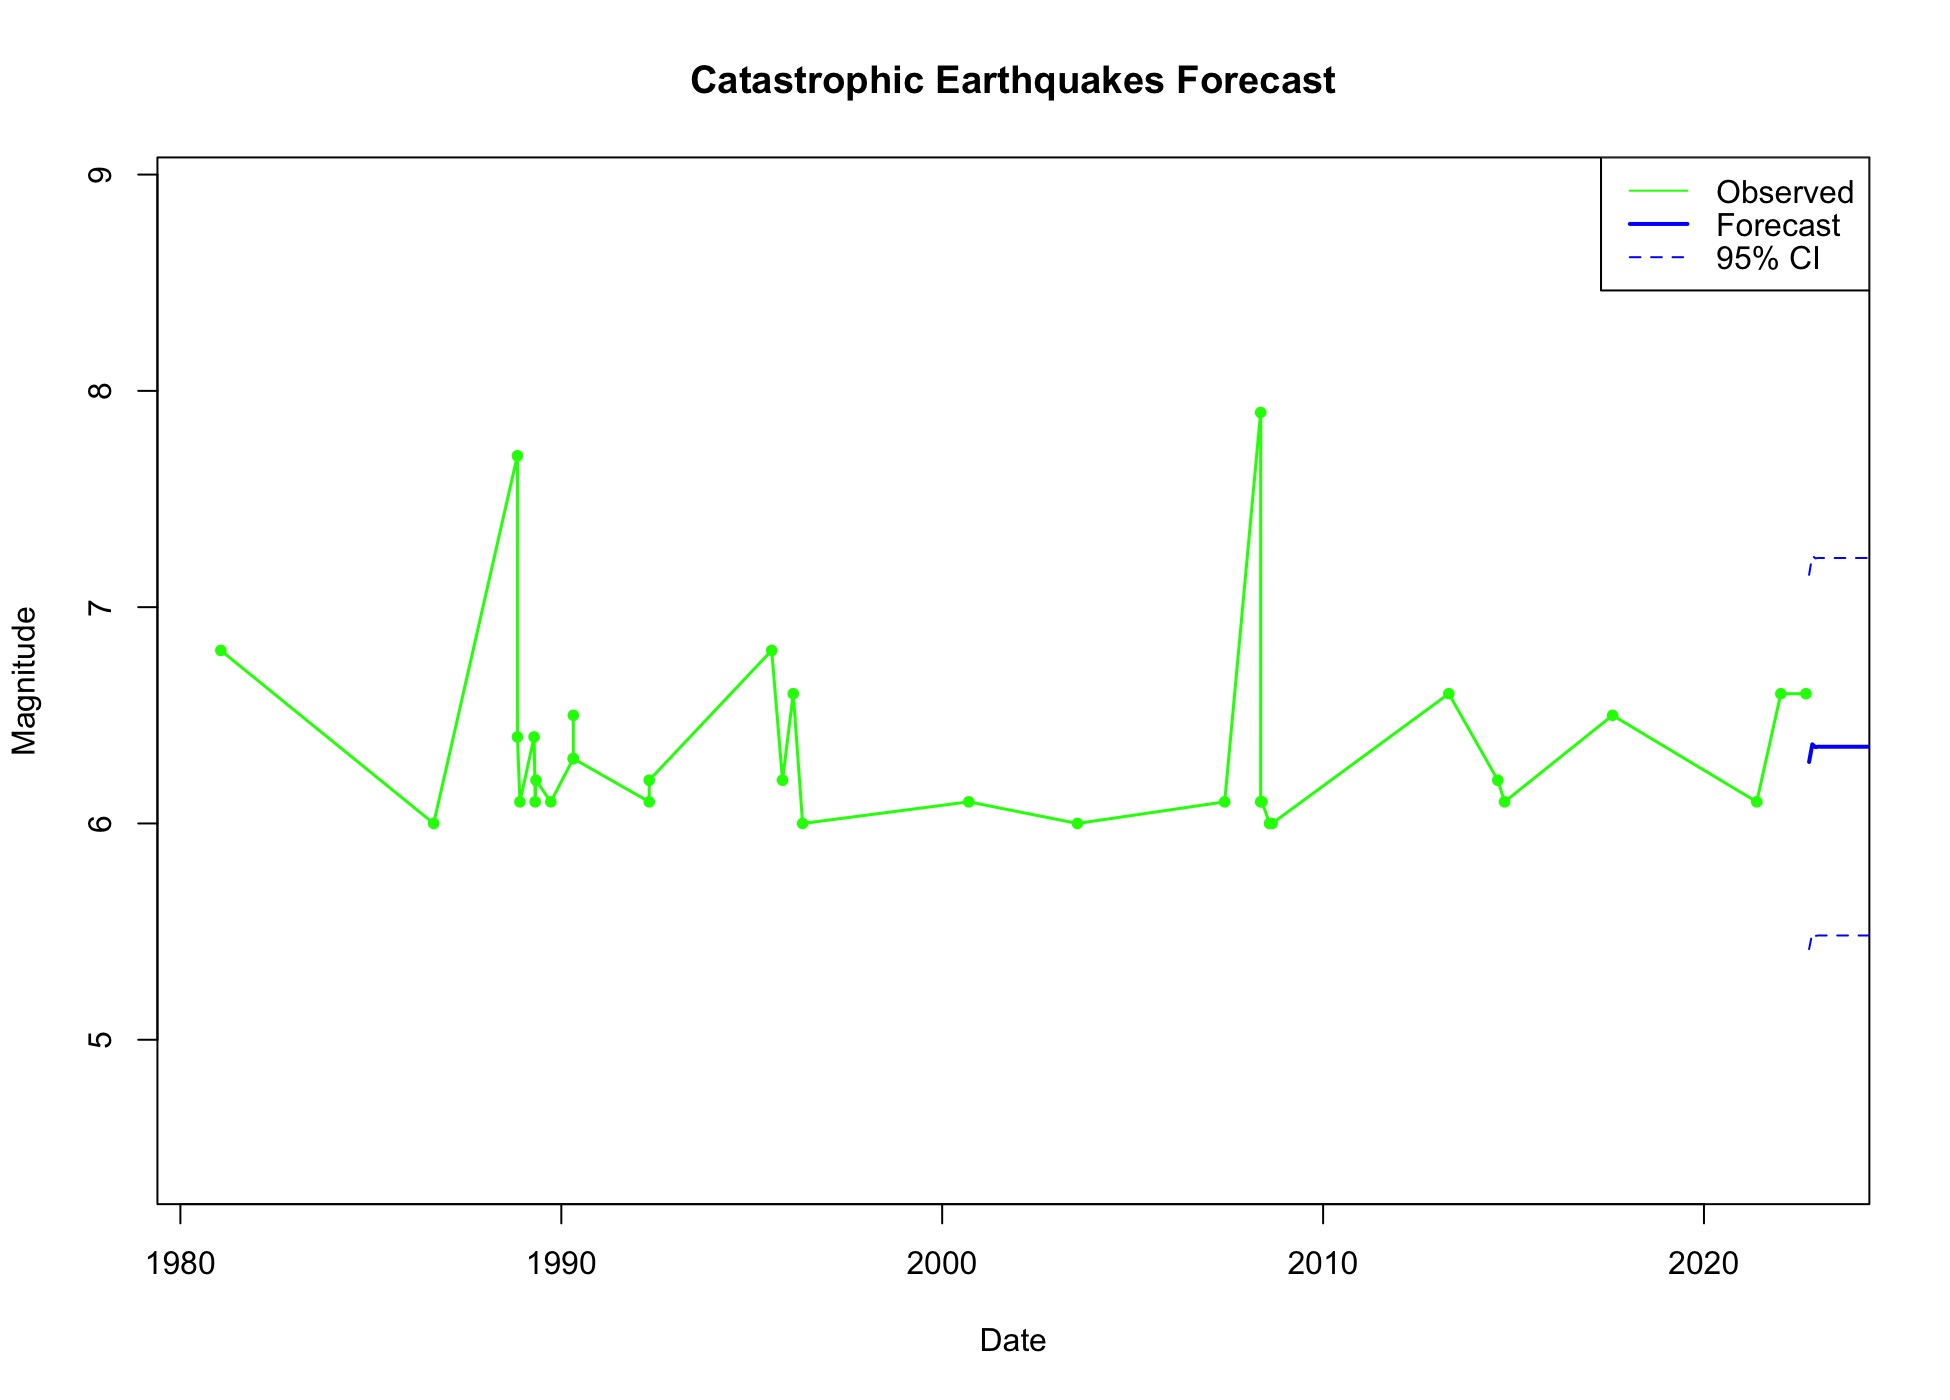 Catastrophic Earthquakes Forecast
Observed
Forecast
95% CI
9
8
7
6
5
Magnitude
1980 1990 2000 2010 2020
Date